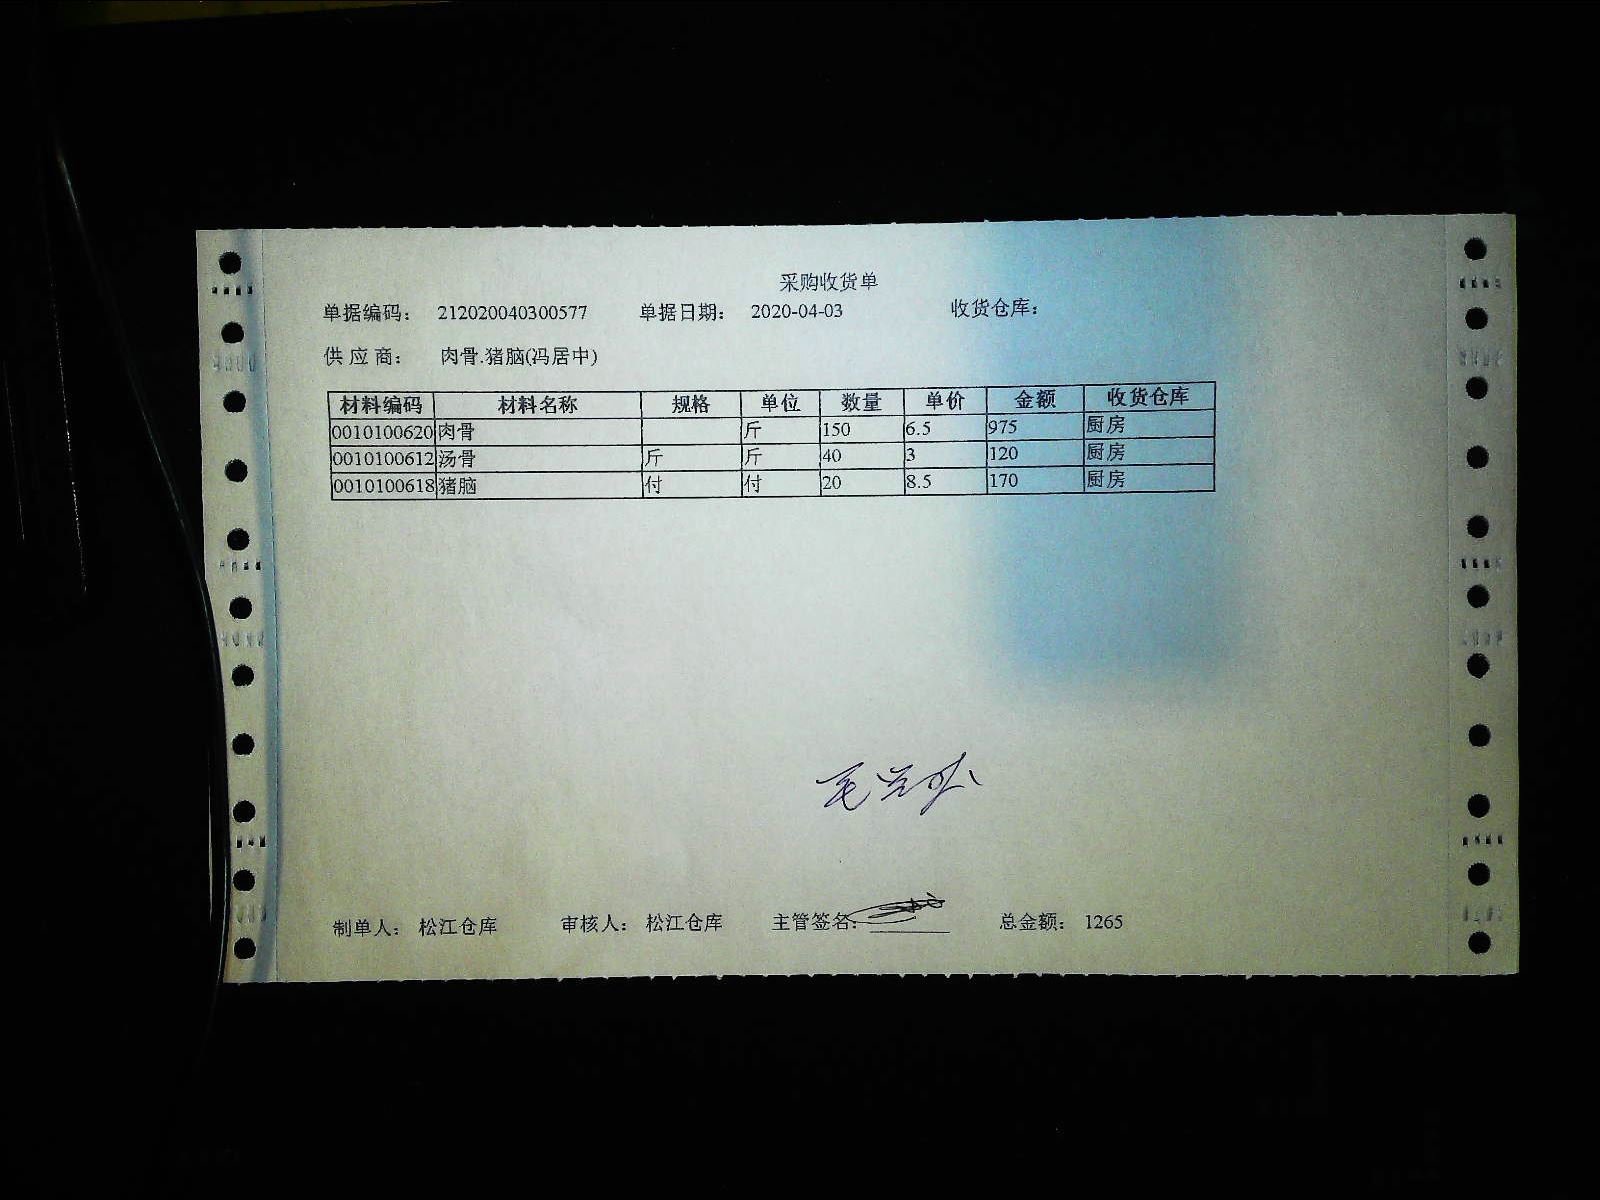 采购收货单
单据编码： 212020040300577 单据日期： 2020-04-03 收货仓库：
供 应 商： 肉骨.猪脑(冯居中)
材料编码 材料名称 规格 单位 数量 单价 金额 收货仓库
0010100620 肉骨 斤 150 6.5 975 厨房
0010100612 汤骨 斤 斤 40 3 120 厨房
0010100618 猪脑 付 付 20 8.5 170 厨房
制单人： 松江仓库 审核人： 松江仓库 主管签名： 总金额： 1265